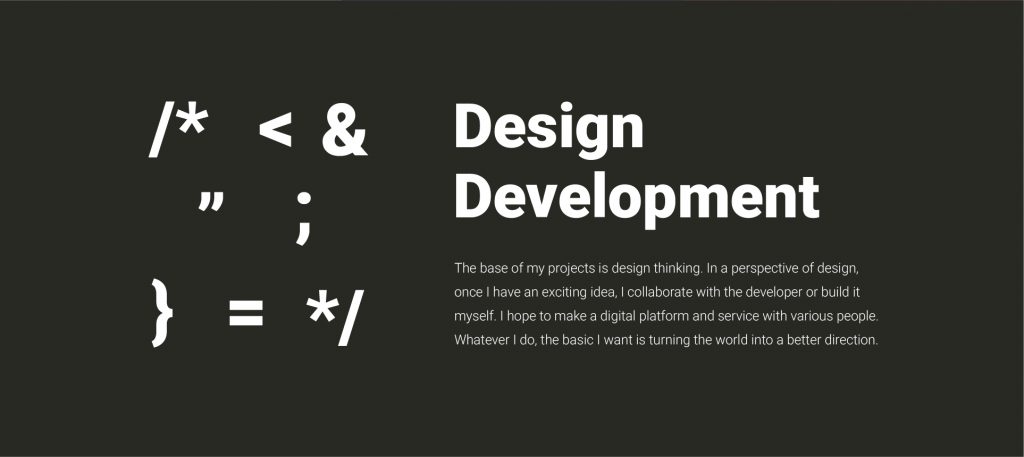 /* < &
” ;
} = */
Design
Development
The base of my projects is design thinking. In a perspective of design,
once I have an exciting idea, I collaborate with the developer or build it
myself. I hope to make a digital platform and service with various people.
Whatever I do, the basic I want is turning the world into a better direction.